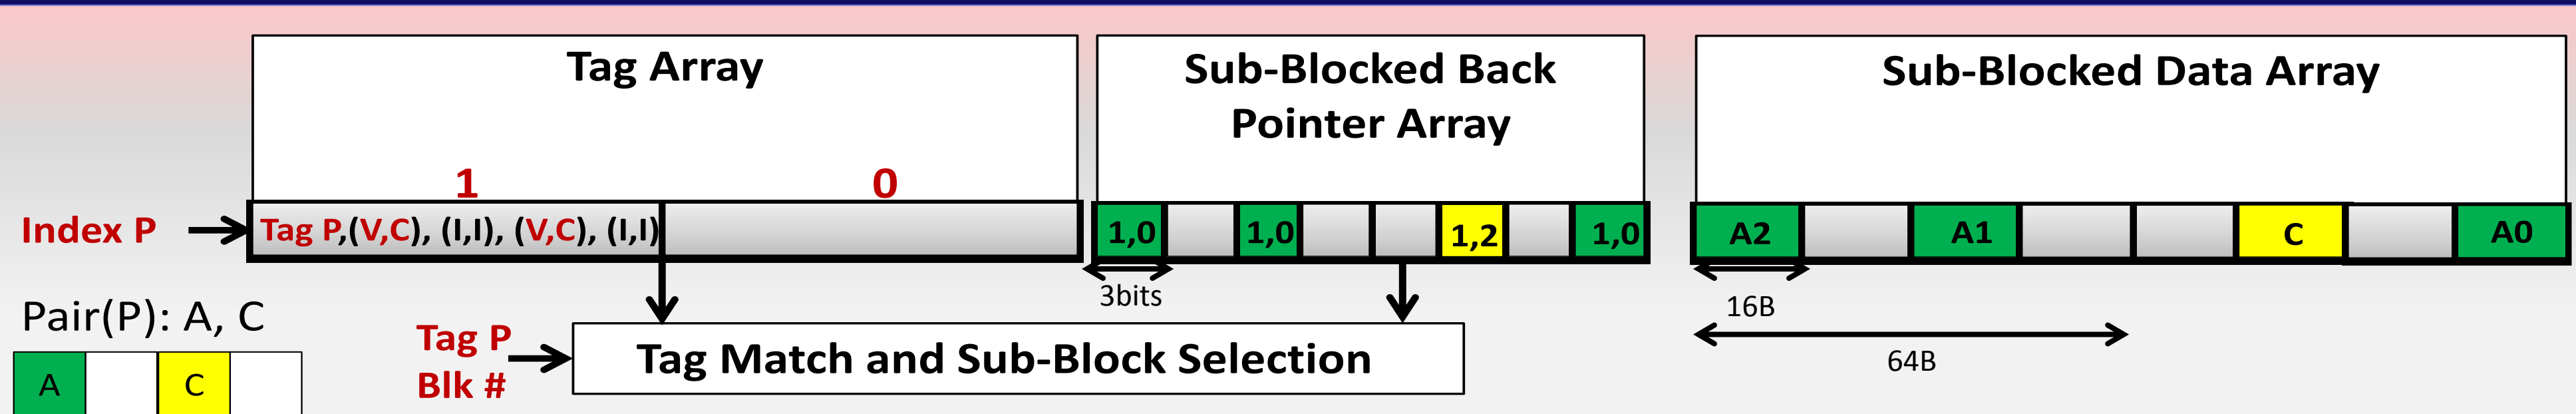 Tag Array
Sub-Blocked Back
Pointer Array
Sub-Blocked Data Array
1
0
Index P
Tag P,(V,C), (I,I), (V,C), (I,I)
1,0
1,0
1,2
1,0
A2
A1
C
A0
3bits
16B
64B
Pair(P): A, C
A
C
Tag P
Blk #
Tag Match and Sub-Block Selection